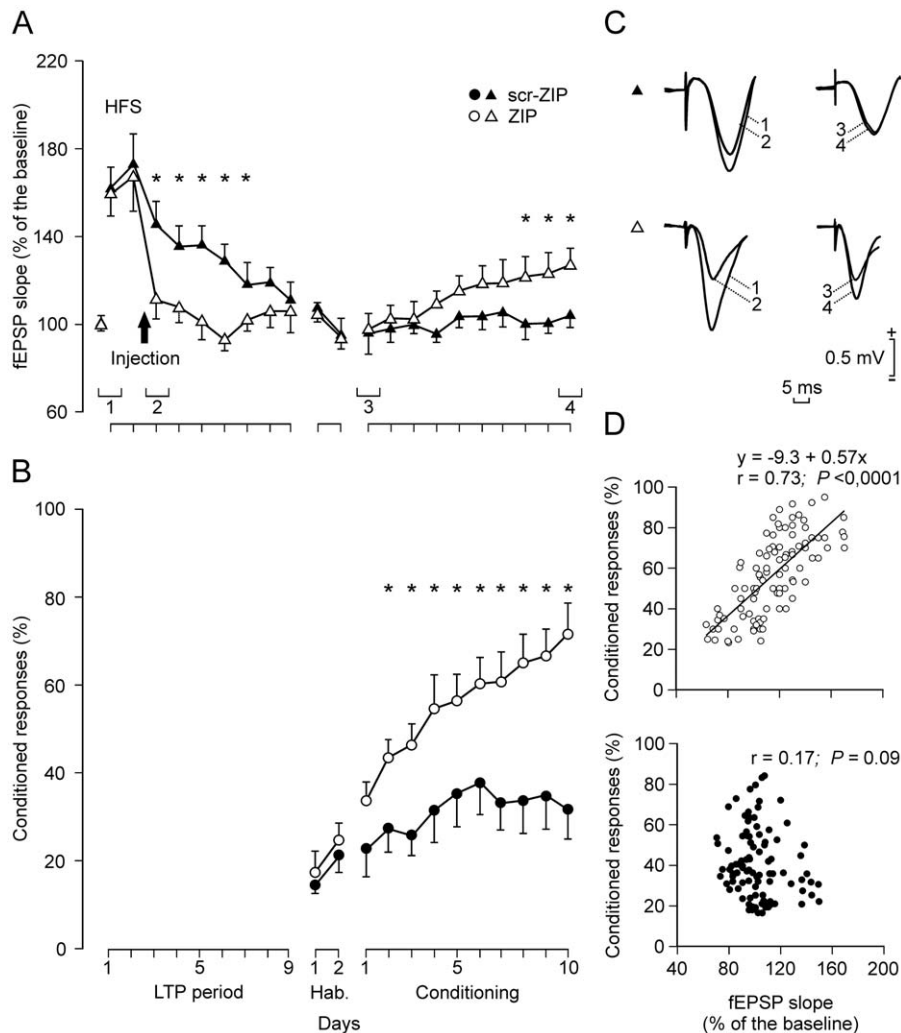 A
fEPSP slope (% of the baseline)
220
180
140
100
60
HFS
●▲ scr-ZIP
○△ ZIP
* * * * *
* * *
Injection
1
2
3
4
B
Conditioned responses (%)
100
80
60
40
20
0
* * * * * * * * *
1 5 9
LTP period
1 2
Hab.
1 5 10
Conditioning
Days
C
▲
1
2
3
4
△
1
2
3
4
+
0.5 mV
-
5 ms
D
y = -9.3 + 0.57x
r = 0.73; P <0,0001
Conditioned responses (%)
100
80
60
40
20
0
r = 0.17; P = 0.09
Conditioned responses (%)
100
80
60
40
20
0
40 80 120 160 200
fEPSP slope
(% of the baseline)